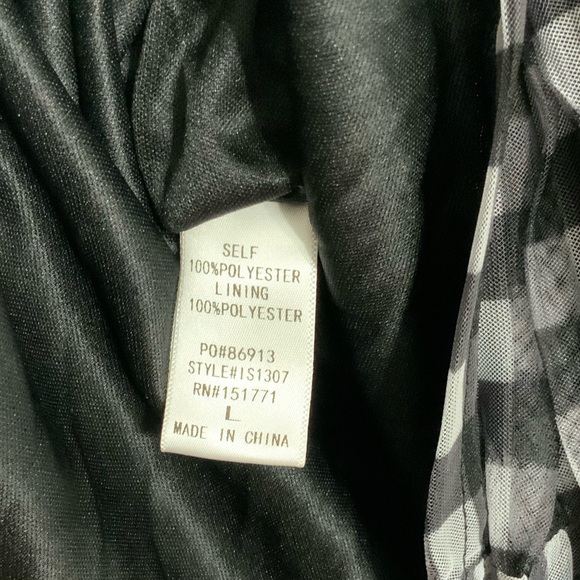 SELF
100%POLYESTER
LINING
100%POLYESTER
PO#86913
STYLE#IS1307
RN#151771
L
MADE IN CHINA